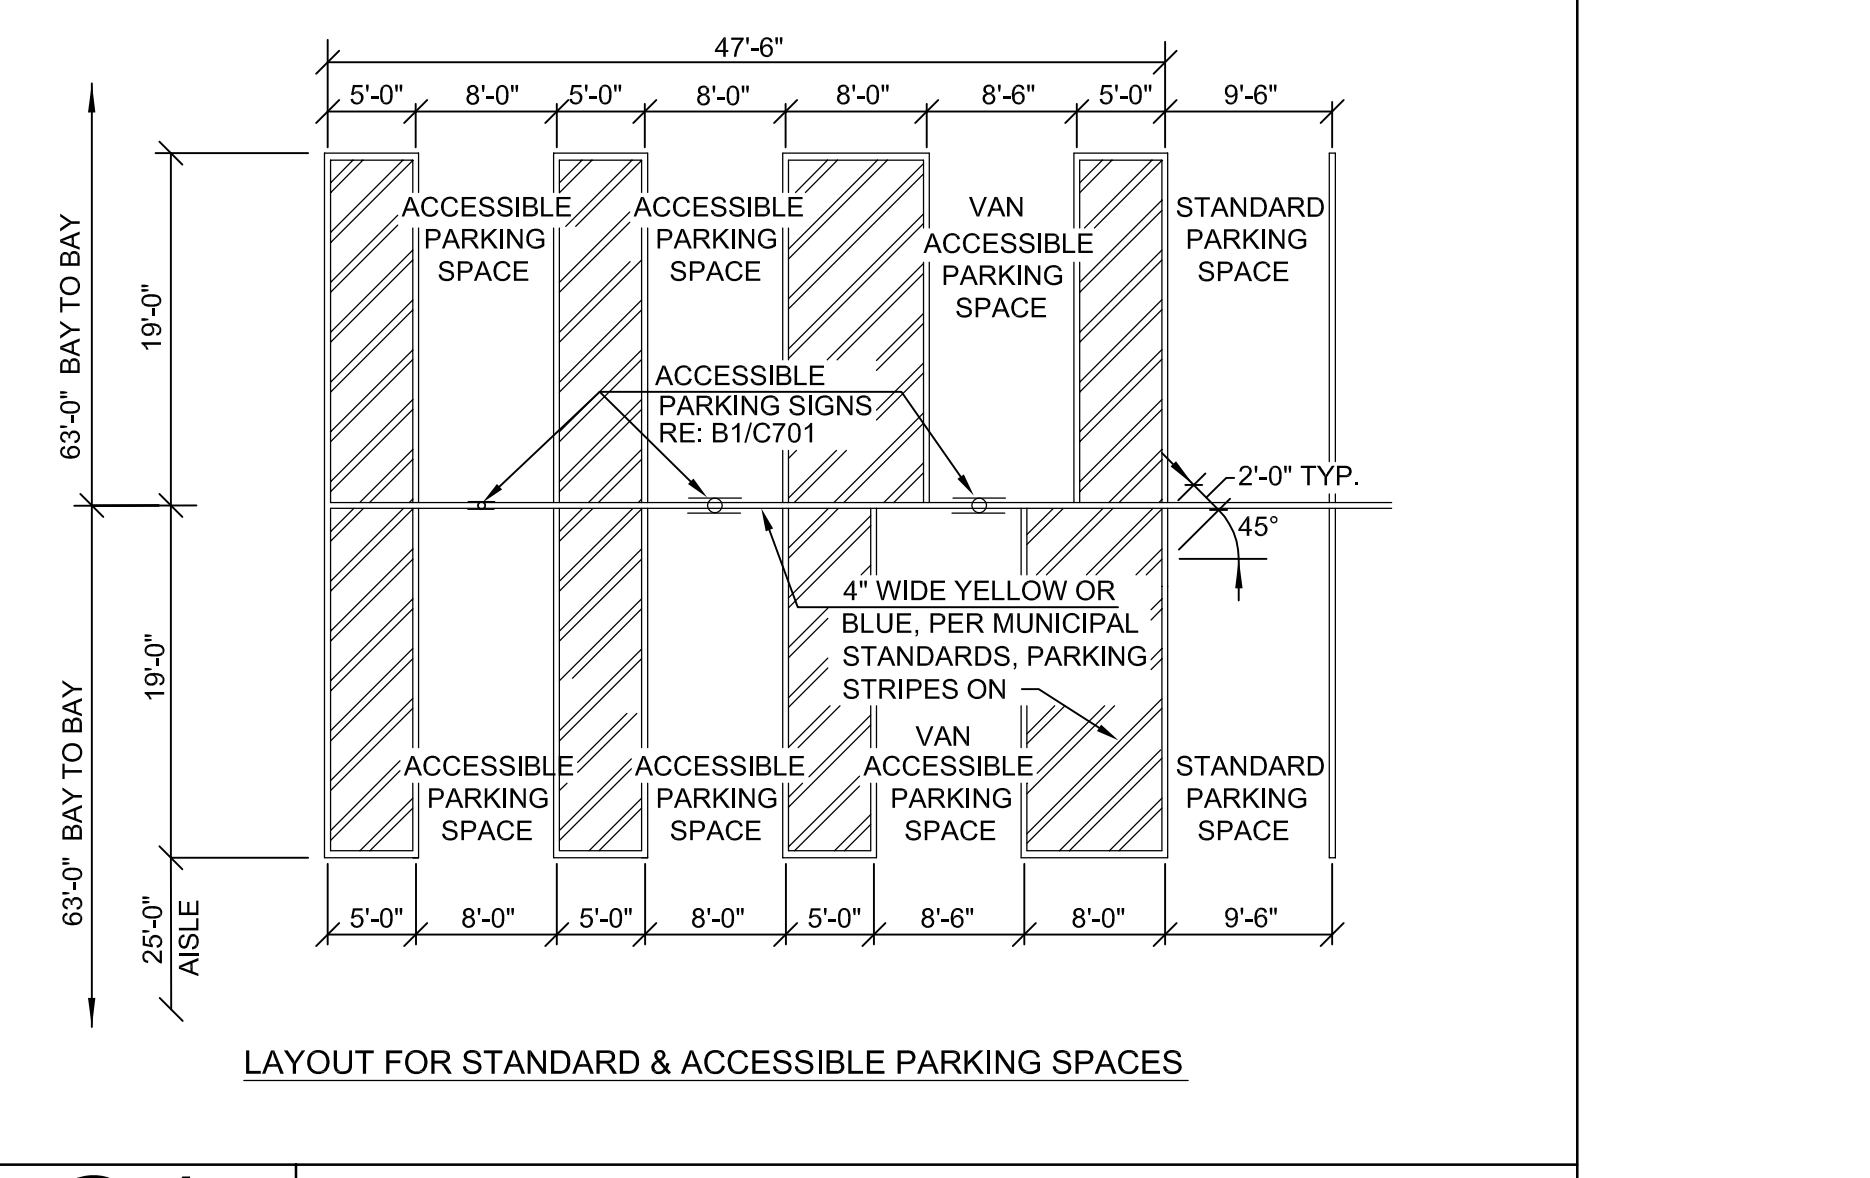 47'-6"
5'-0" 8'-0" 5'-0" 8'-0" 8'-0" 8'-6" 5'-0" 9'-6"
63'-0" BAY TO BAY
19'-0"
ACCESSIBLE
PARKING
SPACE
ACCESSIBLE
PARKING
SPACE
VAN
ACCESSIBLE
PARKING
SPACE
STANDARD
PARKING
SPACE
ACCESSIBLE
PARKING SIGNS
RE: B1/C701
2'-0" TYP.
45°
4" WIDE YELLOW OR
BLUE, PER MUNICIPAL
STANDARDS, PARKING
STRIPES ON
63'-0" BAY TO BAY
19'-0"
ACCESSIBLE
PARKING
SPACE
ACCESSIBLE
PARKING
SPACE
VAN
ACCESSIBLE
PARKING
SPACE
STANDARD
PARKING
SPACE
25'-0"
AISLE
5'-0" 8'-0" 5'-0" 8'-0" 5'-0" 8'-6" 8'-0" 9'-6"
LAYOUT FOR STANDARD & ACCESSIBLE PARKING SPACES